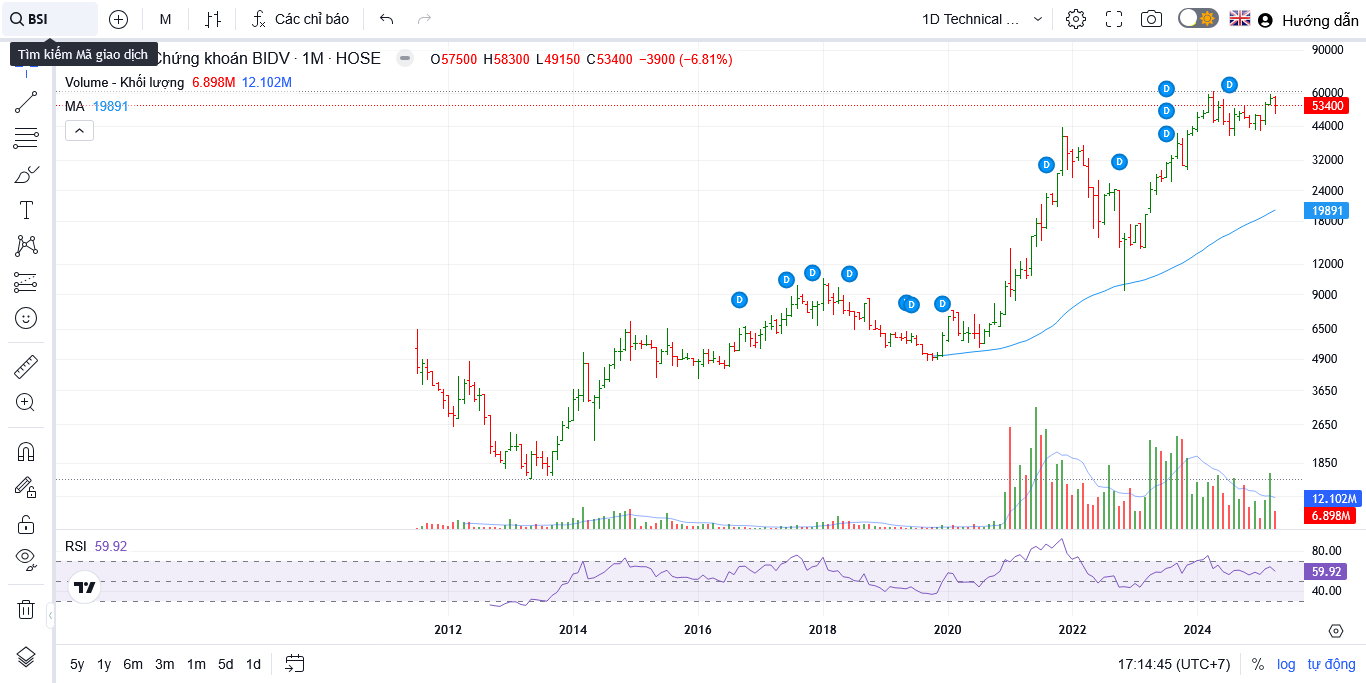 BSI M Các chỉ báo 1D Technical ... Hướng dẫn
Tìm kiếm Mã giao dịch
Chứng khoán BIDV · 1M · HOSE O57500 H58300 L49150 C53400 −3900 (−6.81%)
Volume - Khối lượng 6.898M 12.102M
MA 19891
90000
60000
53400
44000
32000
24000
19891
18000
12000
9000
6500
4900
3650
2650
1850
12.102M
6.898M
D
D
D
D
D
D
D
D
D
D
D
D
D
RSI 59.92
80.00
59.92
40.00
2012 2014 2016 2018 2020 2022 2024
5y 1y 6m 3m 1m 5d 1d 17:14:45 (UTC+7) % log tự động